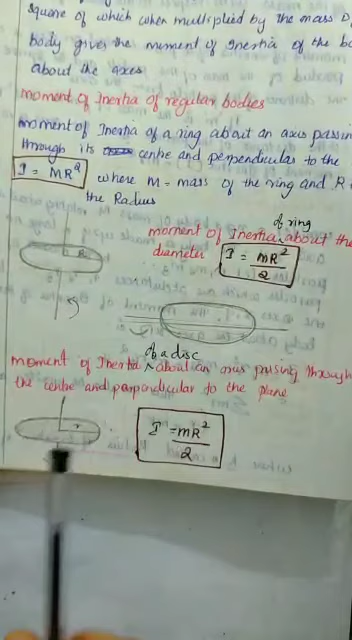 square of which when multiplied by the mass
body gives the moment of Inertia of the
about the axes
moment of Inertia of regular bodies
moment of Inertia of a ring about an axis passing
through its centre and perpendicular to the
I = MR² where M = mass of the ring and R
the Radius
moment of Inertia of ring about the
diameter I = MR²/2
moment of Inertia of a disc about an axis passing through
the centre and perpendicular to the plane
r
I = MR²/2